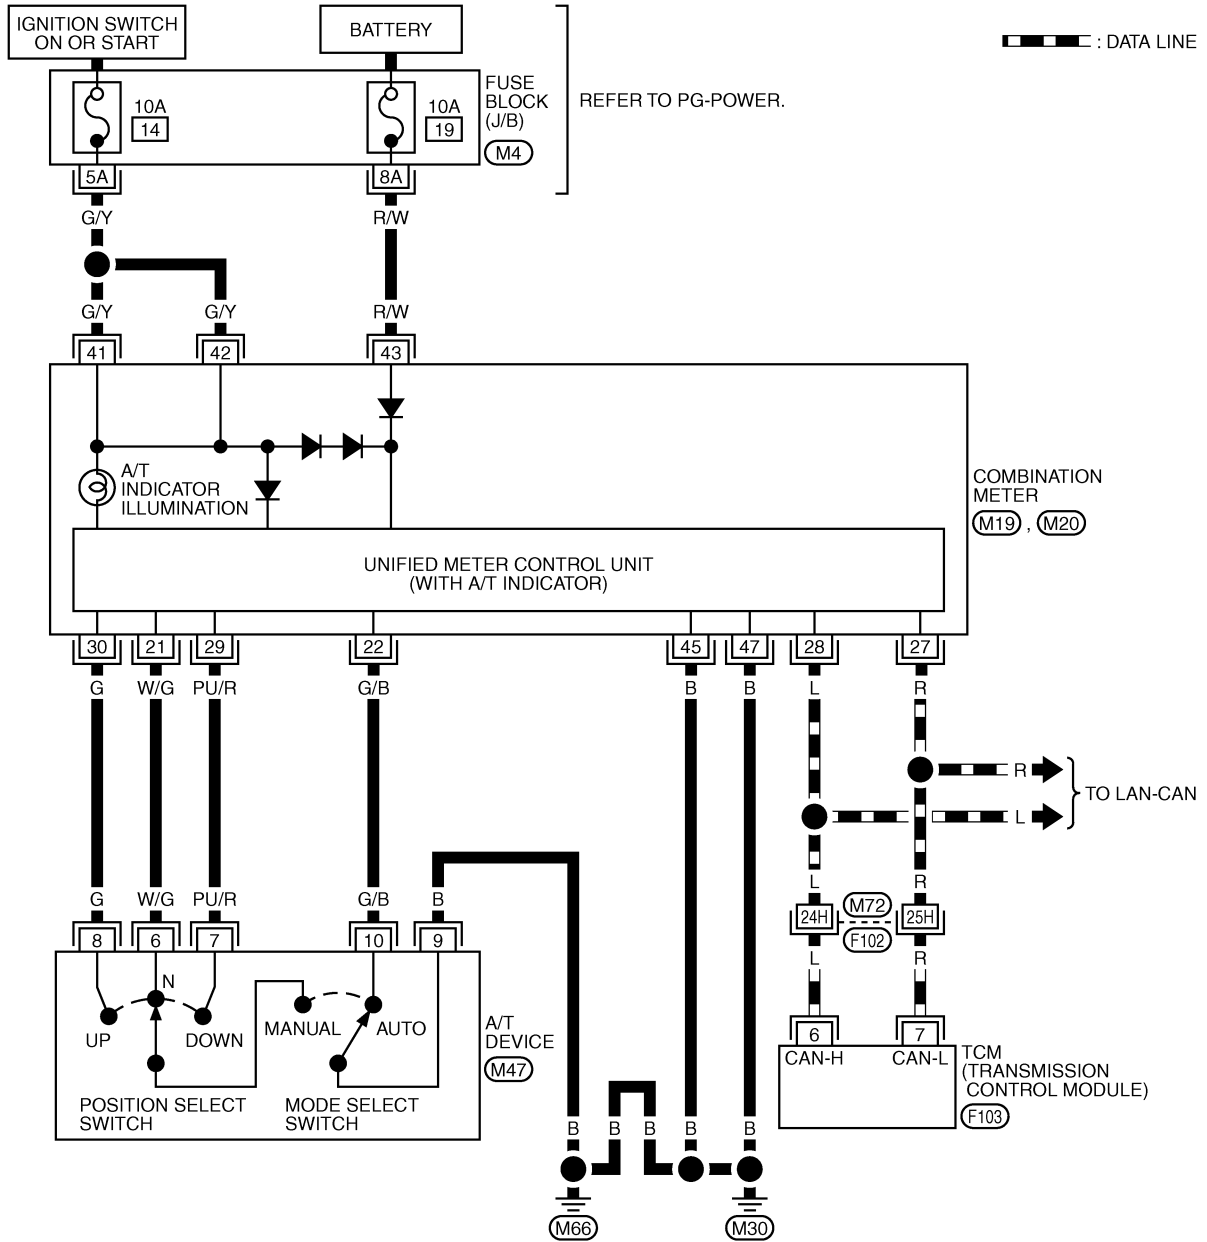 IGNITION SWITCH
ON OR START
BATTERY
: DATA LINE
10A
14
10A
19
FUSE
BLOCK
(J/B)
M4
REFER TO PG-POWER.
5A
8A
G/Y
R/W
G/Y
G/Y
R/W
41
42
43
A/T
INDICATOR
ILLUMINATION
COMBINATION
METER
M19 , M20
UNIFIED METER CONTROL UNIT
(WITH A/T INDICATOR)
30
21
29
22
45
47
28
27
G
W/G
PU/R
G/B
B
B
L
R
R
L
TO LAN-CAN
G
W/G
PU/R
G/B
B
L
R
24H
M72
25H
F102
8
6
7
10
9
L
R
N
UP
DOWN
MANUAL
AUTO
A/T
DEVICE
M47
POSITION SELECT
SWITCH
MODE SELECT
SWITCH
6
7
CAN-H
CAN-L
TCM
(TRANSMISSION
CONTROL MODULE)
F103
B
B
B
B
B
M66
M30